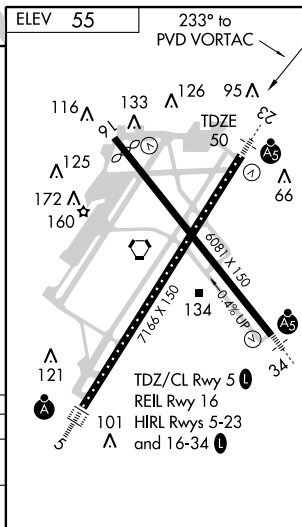 ELEV 55
233° to
PVD VORTAC
126
95
116
133
16
TDZE
50
23
A5
V
V
125
66
172
160
6081 X 150
7166 X 150
0.4% UP
134
V
A5
34
121
A
5
101
TDZ/CL Rwy 5 L
REIL Rwy 16
HIRL Rwys 5-23
and 16-34 L